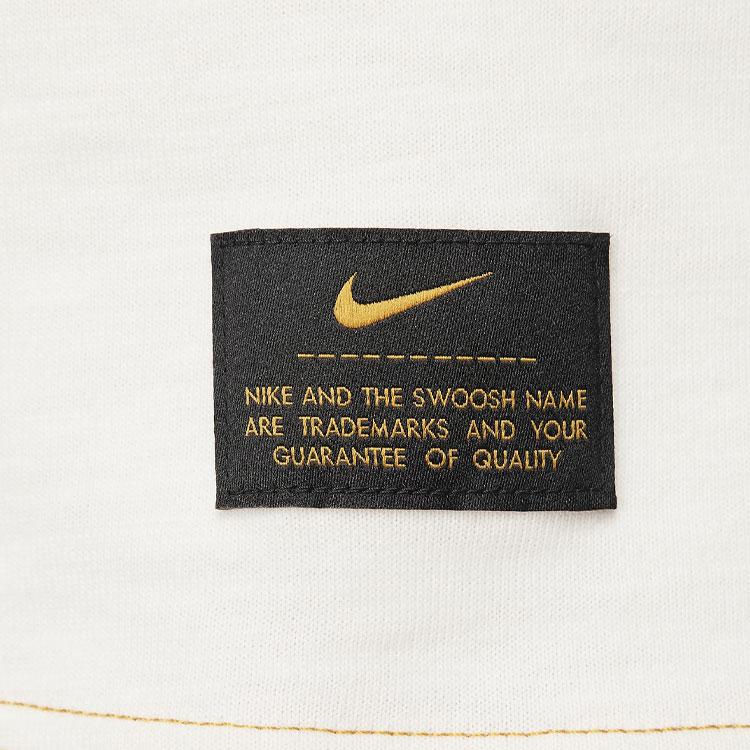 NIKE AND THE SWOOSH NAME
ARE TRADEMARKS AND YOUR
GUARANTEE OF QUALITY